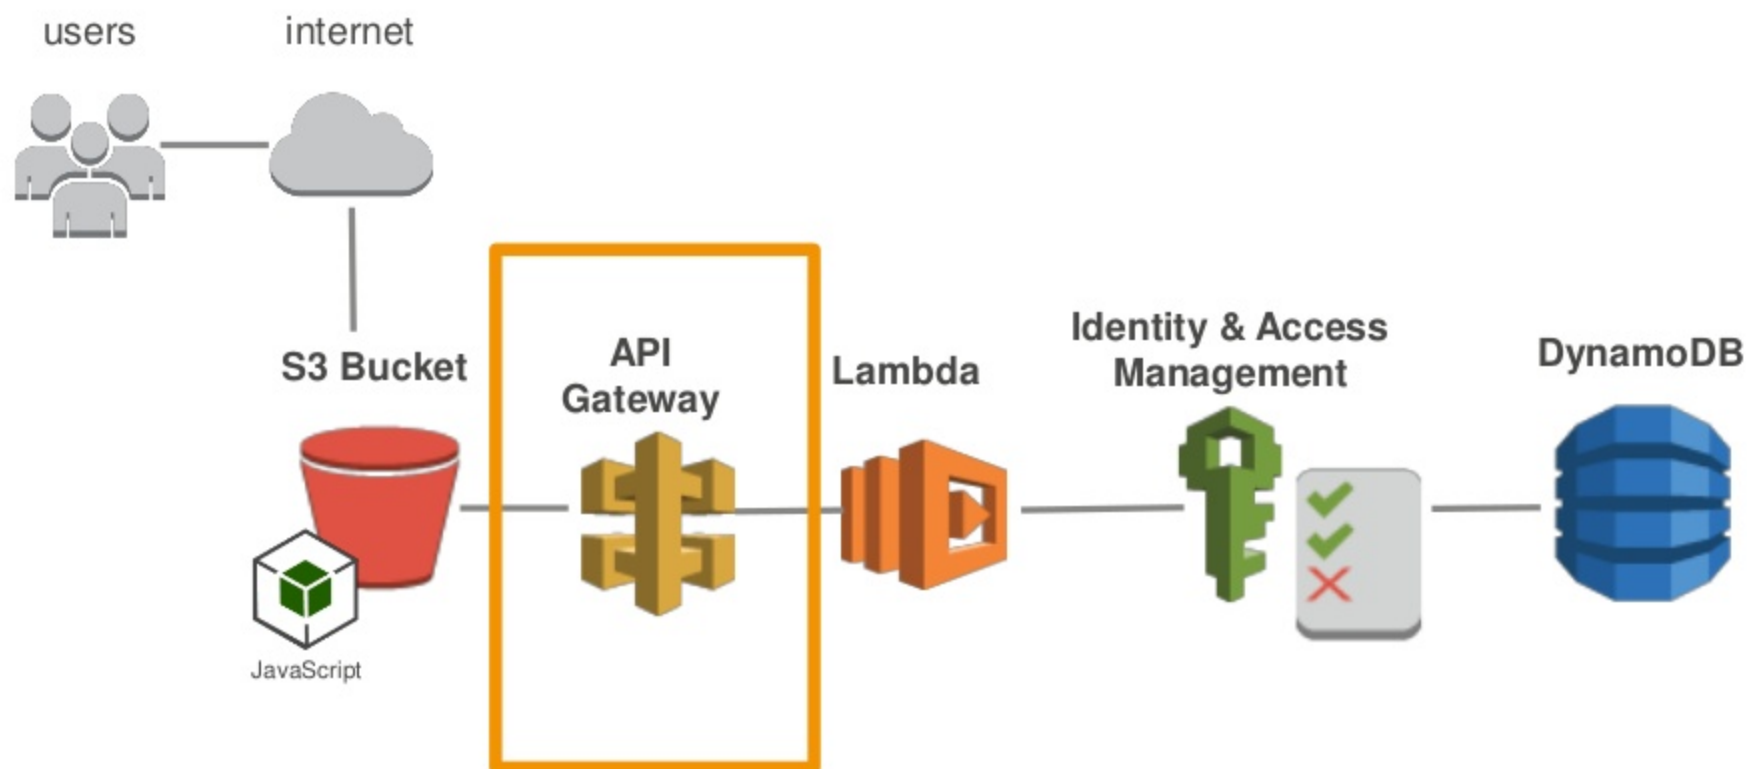 users
internet
S3 Bucket
API
Gateway
Lambda
Identity & Access
Management
DynamoDB
JavaScript